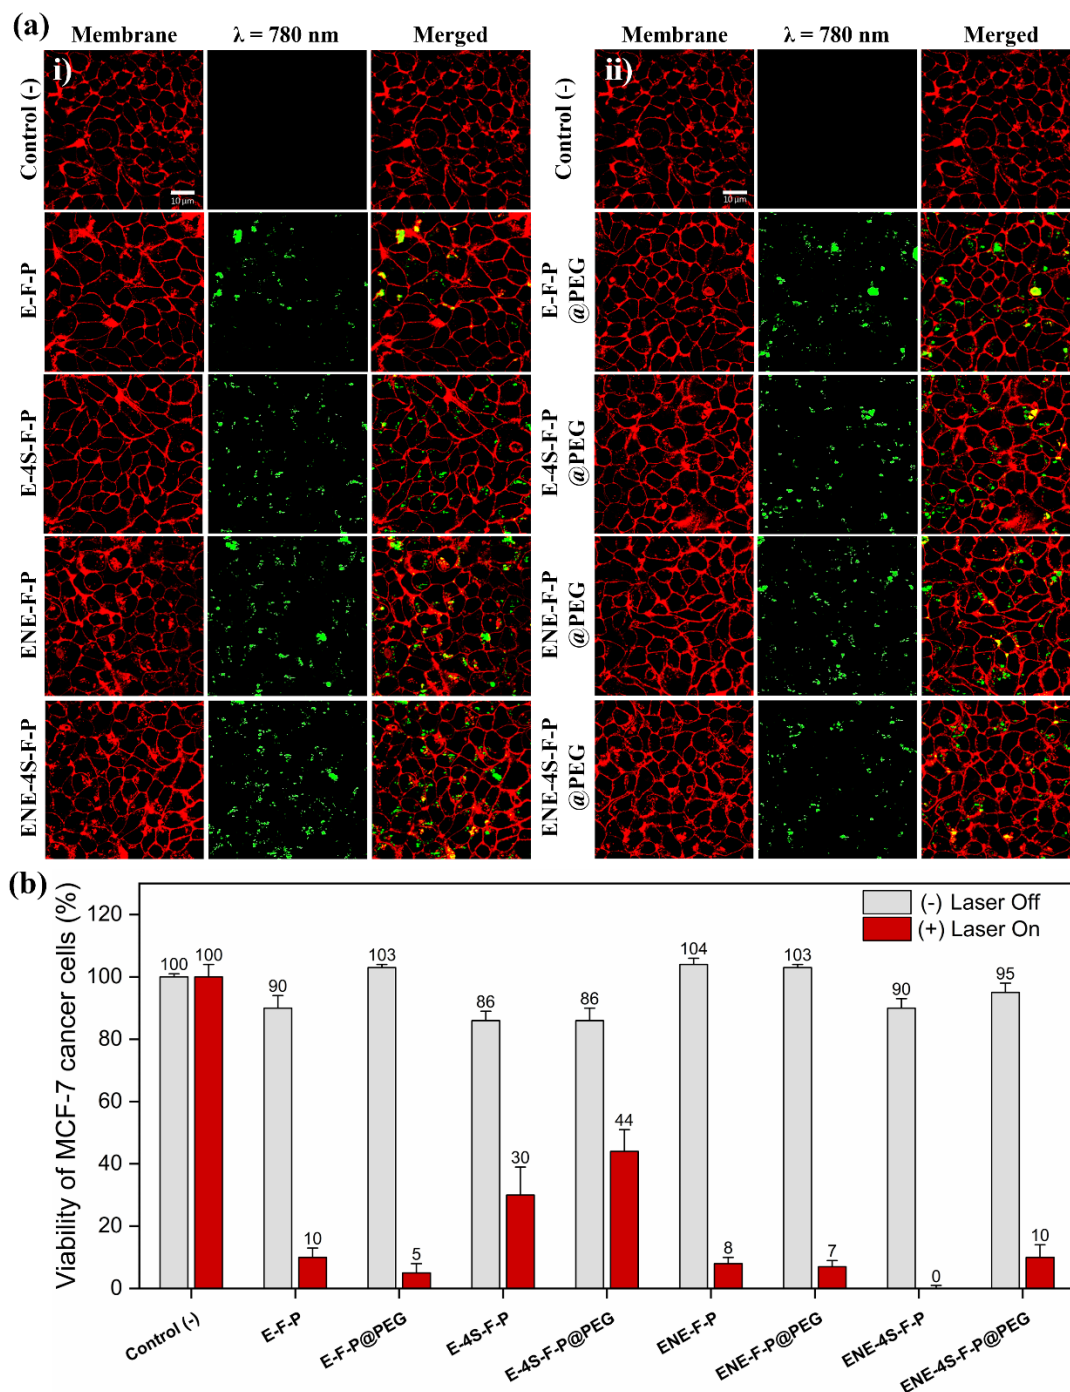 (a)
Membrane λ = 780 nm Merged Membrane λ = 780 nm Merged
i) ii)
Control (-) Control (-)
10 µm 10 µm
E-F-P E-F-P
@PEG
E-4S-F-P E-4S-F-P
@PEG
ENE-F-P ENE-F-P
@PEG
ENE-4S-F-P ENE-4S-F-P
@PEG
(b)
Viability of MCF-7 cancer cells (%)
120
100
80
60
40
20
0
(-) Laser Off
(+) Laser On
100 100
90 10
103 5
86 30
86 44
104 8
103 7
90 0
95 10
Control (-)
E-F-P
E-F-P@PEG
E-4S-F-P
E-4S-F-P@PEG
ENE-F-P
ENE-F-P@PEG
ENE-4S-F-P
ENE-4S-F-P@PEG